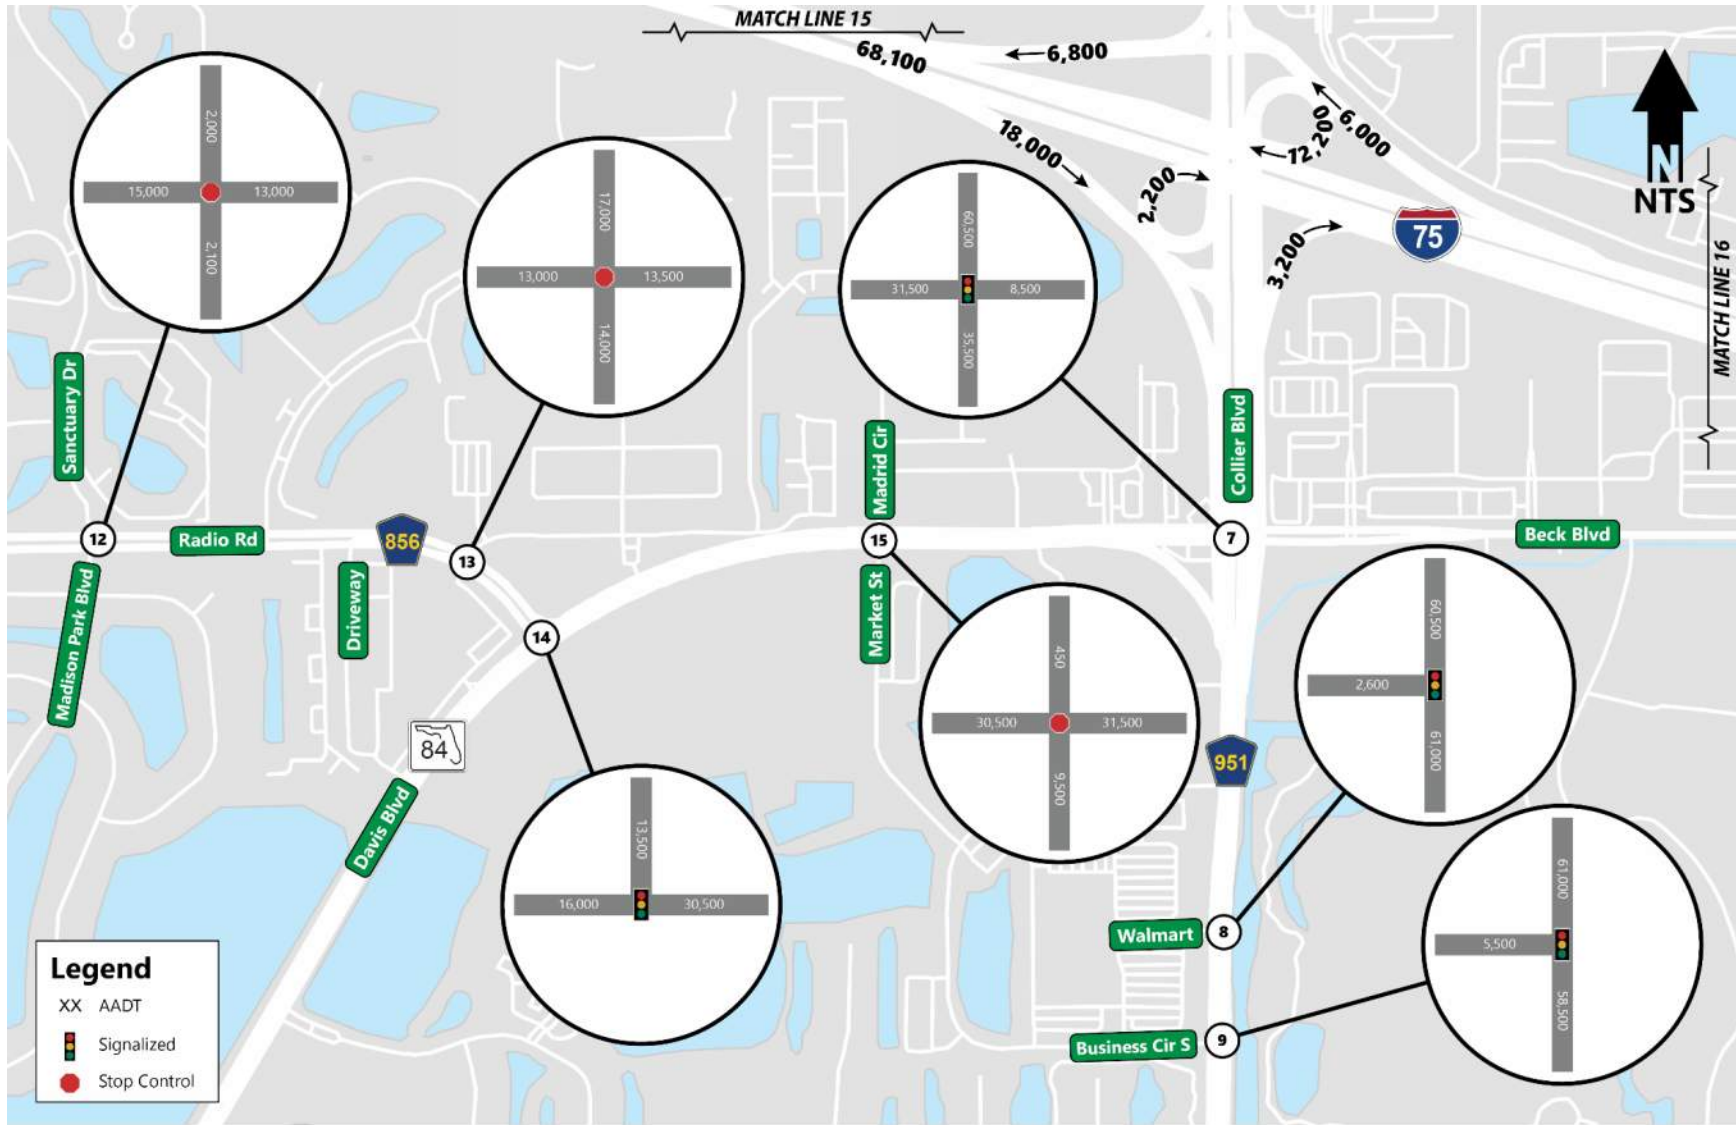 MATCH LINE 15
68,100
6,800
18,000
2,200
12,200
6,000
3,200
75
N
NTS
MATCH LINE 16
2,000
15,000
13,000
2,100
17,000
13,000
13,500
14,000
60,500
31,500
8,500
35,500
Sanctuary Dr
Madrid Cir
Collier Blvd
12
Radio Rd
856
13
15
7
Beck Blvd
Madison Park Blvd
Driveway
14
Market St
450
30,500
31,500
9,500
60,500
2,600
61,000
84
951
Davis Blvd
13,500
16,000
30,500
61,000
5,500
58,500
Walmart
8
Business Cir S
9
Legend
XX AADT
Signalized
Stop Control